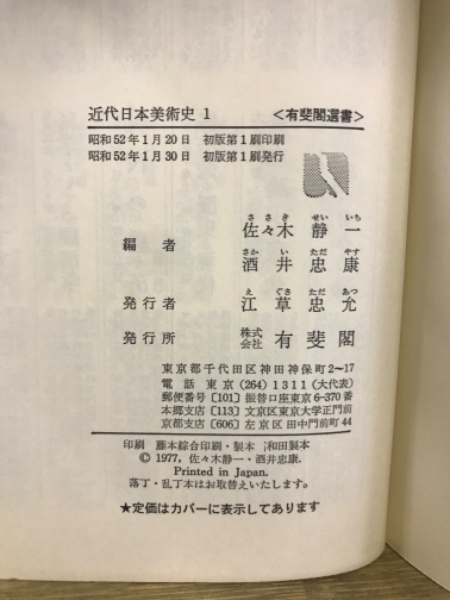 近代日本美術史 1 <有斐閣選書>
昭和52年1月20日 初版第1刷印刷
昭和52年1月30日 初版第1刷発行
ささき せいいち
編者 佐々木静一
さかい ただやす
酒井忠康
えぐさ ただあつ
発行者 江草忠允
発行所 株式会社 有斐閣
東京都千代田区神田神保町2〜17
電話 東京(264)1311(大代表)
郵便番号〔101〕振替口座東京6-370番
本郷支店〔113〕文京区東京大学正門前
京都支店〔606〕左京区田中門前町44
印刷 藤本綜合印刷・製本 和田製本
© 1977, 佐々木静一・酒井忠康.
Printed in Japan.
落丁・乱丁本はお取替えいたします。
★定価はカバーに表示してあります